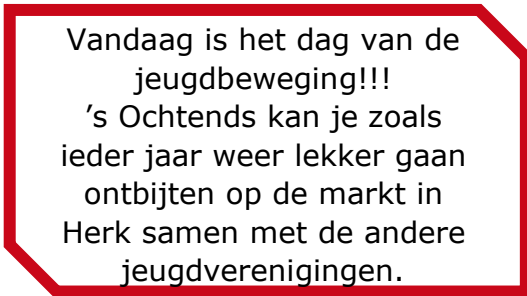 Vandaag is het dag van de
jeugdbeweging!!!
’s Ochtends kan je zoals
ieder jaar weer lekker gaan
ontbijten op de markt in
Herk samen met de andere
jeugdverenigingen.